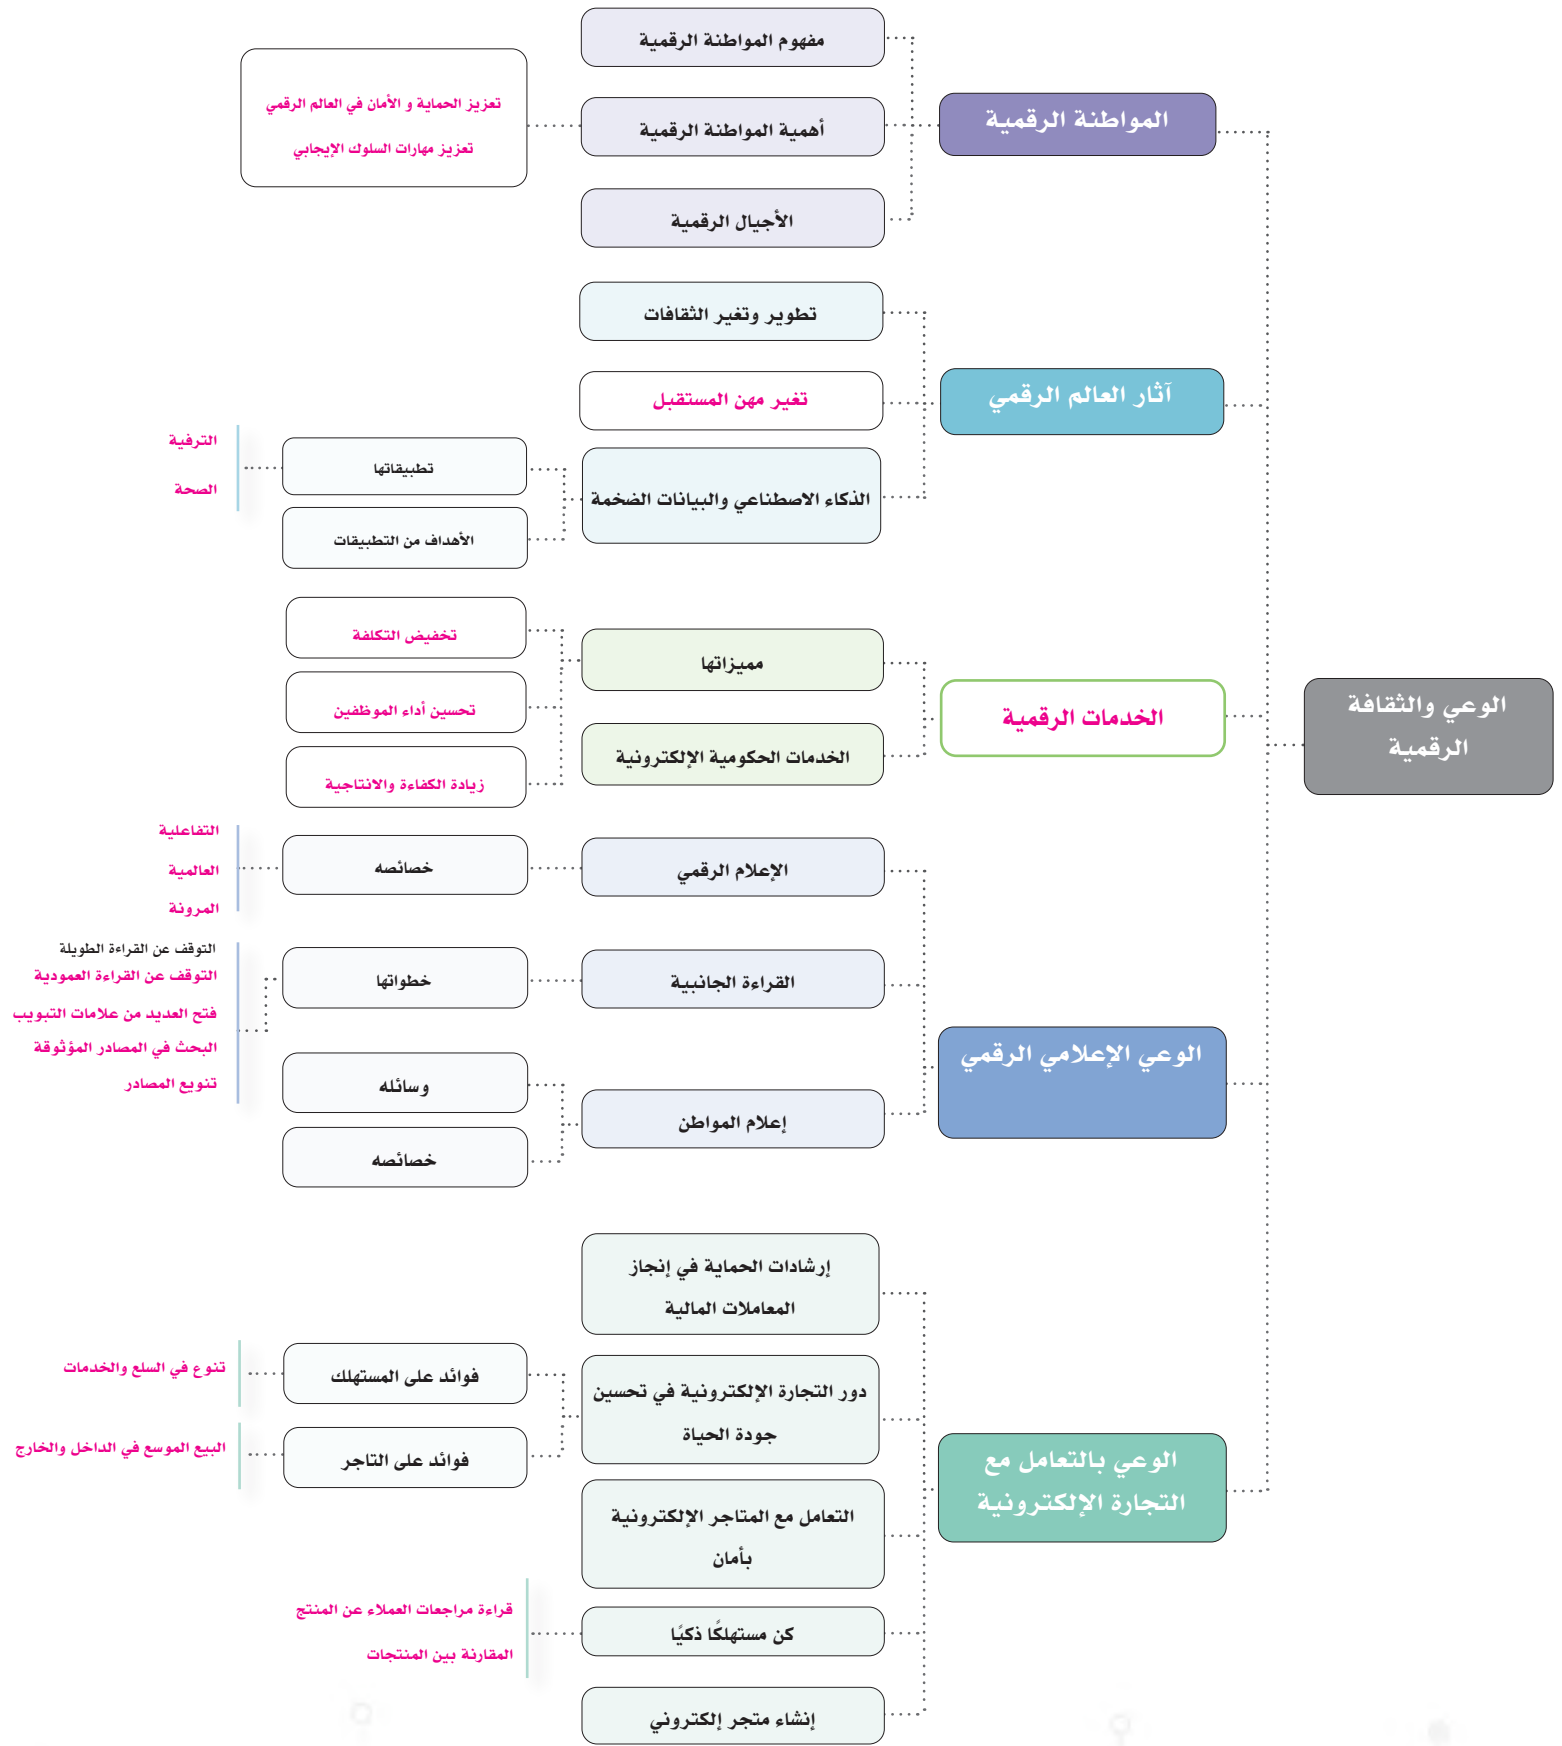 الوعي والثقافة
الرقمية
المواطنة الرقمية
مفهوم المواطنة الرقمية
أهمية المواطنة الرقمية
تعزيز الحماية و الأمان في العالم الرقمي
تعزيز مهارات السلوك الإيجابي
الأجيال الرقمية
آثار العالم الرقمي
تطوير وتغير الثقافات
تغير مهن المستقبل
الذكاء الاصطناعي والبيانات الضخمة
تطبيقاتها
الترفية
الصحة
الأهداف من التطبيقات
الخدمات الرقمية
مميزاتها
تخفيض التكلفة
تحسين أداء الموظفين
زيادة الكفاءة والانتاجية
الخدمات الحكومية الإلكترونية
الوعي الإعلامي الرقمي
الإعلام الرقمي
خصائصه
التفاعلية
العالمية
المرونة
القراءة الجانبية
خطواتها
التوقف عن القراءة الطويلة
التوقف عن القراءة العمودية
فتح العديد من علامات التبويب
البحث في المصادر المؤثوقة
تنويع المصادر
إعلام المواطن
وسائله
خصائصه
الوعي بالتعامل مع
التجارة الإلكترونية
إرشادات الحماية في إنجاز
المعاملات المالية
دور التجارة الإلكترونية في تحسين
جودة الحياة
فوائد على المستهلك
تنوع في السلع والخدمات
فوائد على التاجر
البيع الموسع في الداخل والخارج
التعامل مع المتاجر الإلكترونية
بأمان
كن مستهلكًا ذكيًا
قراءة مراجعات العملاء عن المنتج
المقارنة بين المنتجات
إنشاء متجر إلكتروني